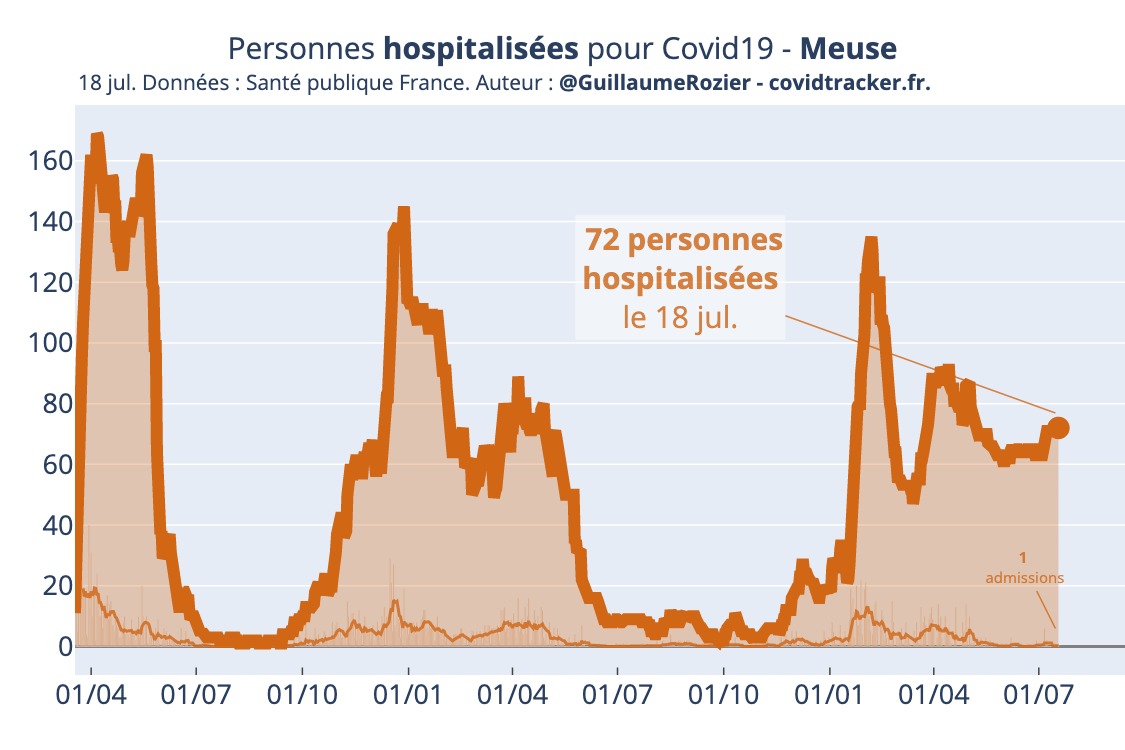 Personnes hospitalisées pour Covid19 - Meuse
18 jul. Données : Santé publique France. Auteur : @GuillaumeRozier - covidtracker.fr.
160
140
120
100
80
60
40
20
0
72 personnes
hospitalisées
le 18 jul.
1
admissions
01/04 01/07 01/10 01/01 01/04 01/07 01/10 01/01 01/04 01/07